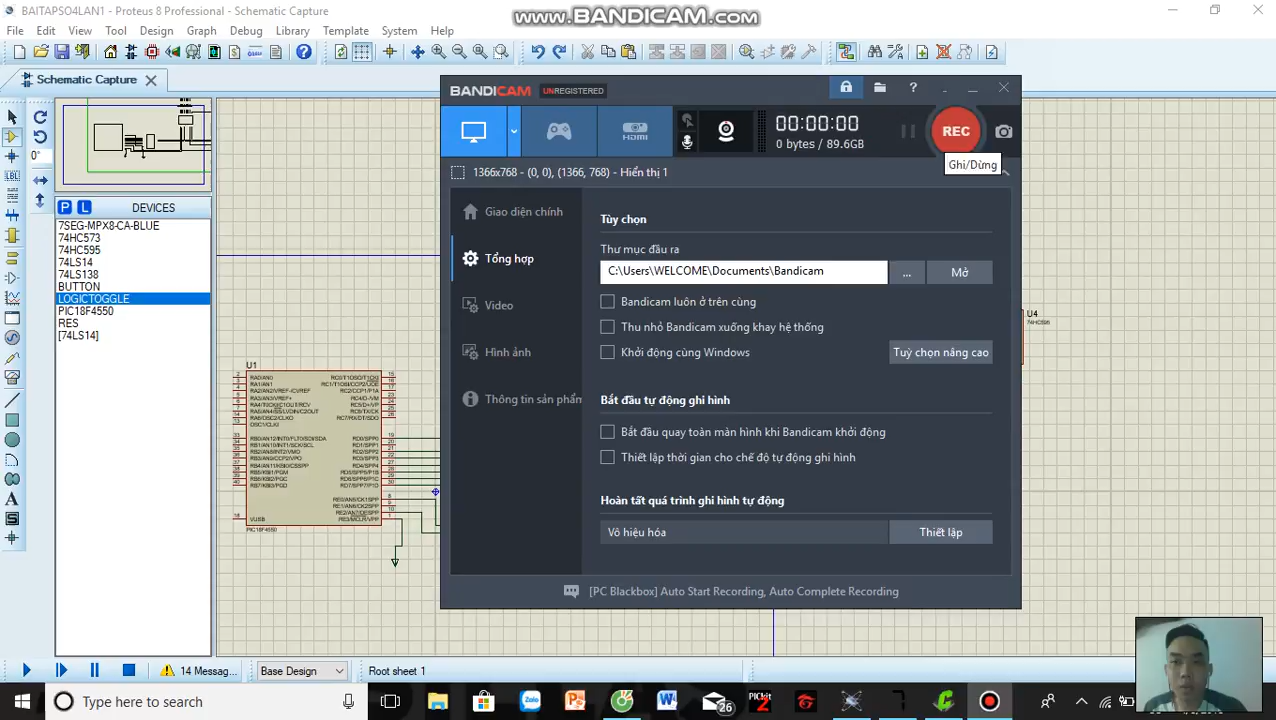 BAITAPSO4LAN1 - Proteus 8 Professional - Schematic Capture
www.BANDICAM.com
File Edit View Tool Design Graph Debug Library Template System Help
Schematic Capture
BANDICAM UNREGISTERED
HDMI
00:00:00
0 bytes / 89.6GB
REC
Ghi/Dừng
1366x768 - (0, 0), (1366, 768) - Hiển thị 1
0°
P L DEVICES
7SEG-MPX8-CA-BLUE
74HC573
74HC595
74LS14
74LS138
BUTTON
LOGICTOGGLE
PIC18F4550
RES
[74LS14]
Giao diện chính
Tổng hợp
Video
Hình ảnh
Thông tin sản phẩm
Tùy chọn
Thư mục đầu ra
C:\Users\WELCOME\Documents\Bandicam
...
Mở
Bandicam luôn ở trên cùng
Thu nhỏ Bandicam xuống khay hệ thống
Khởi động cùng Windows
Tuỳ chọn nâng cao
Bắt đầu tự động ghi hình
Bắt đầu quay toàn màn hình khi Bandicam khởi động
Thiết lập thời gian cho chế độ tự động ghi hình
Hoàn tất quá trình ghi hình tự động
Vô hiệu hóa
Thiết lập
[PC Blackbox] Auto Start Recording, Auto Complete Recording
U1
PIC18F4550
U4
74HC595
14 Messag...
Base Design
Root sheet 1
Type here to search
Zalo
26